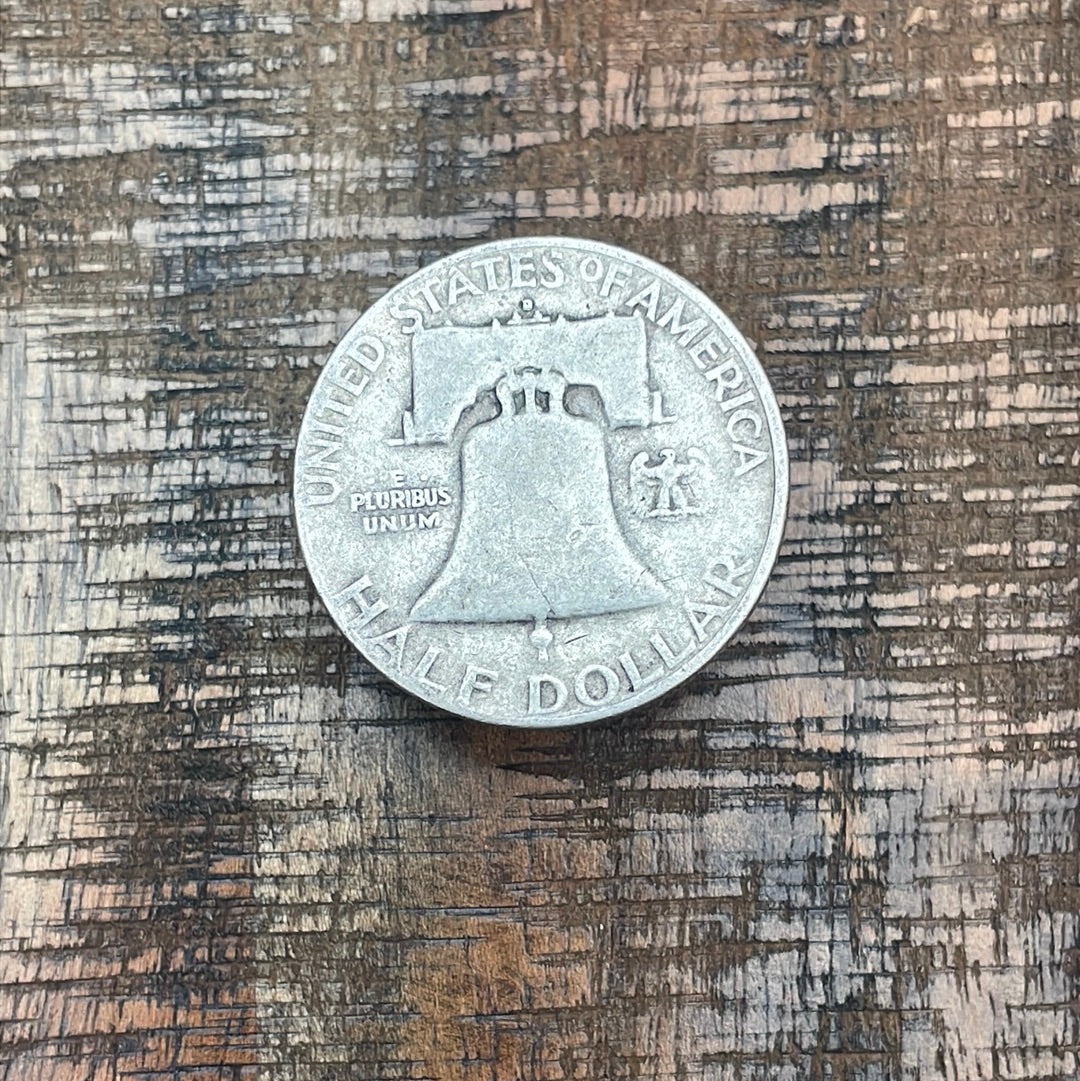 UNITED STATES OF AMERICA
D
E
PLURIBUS
UNUM
HALF DOLLAR